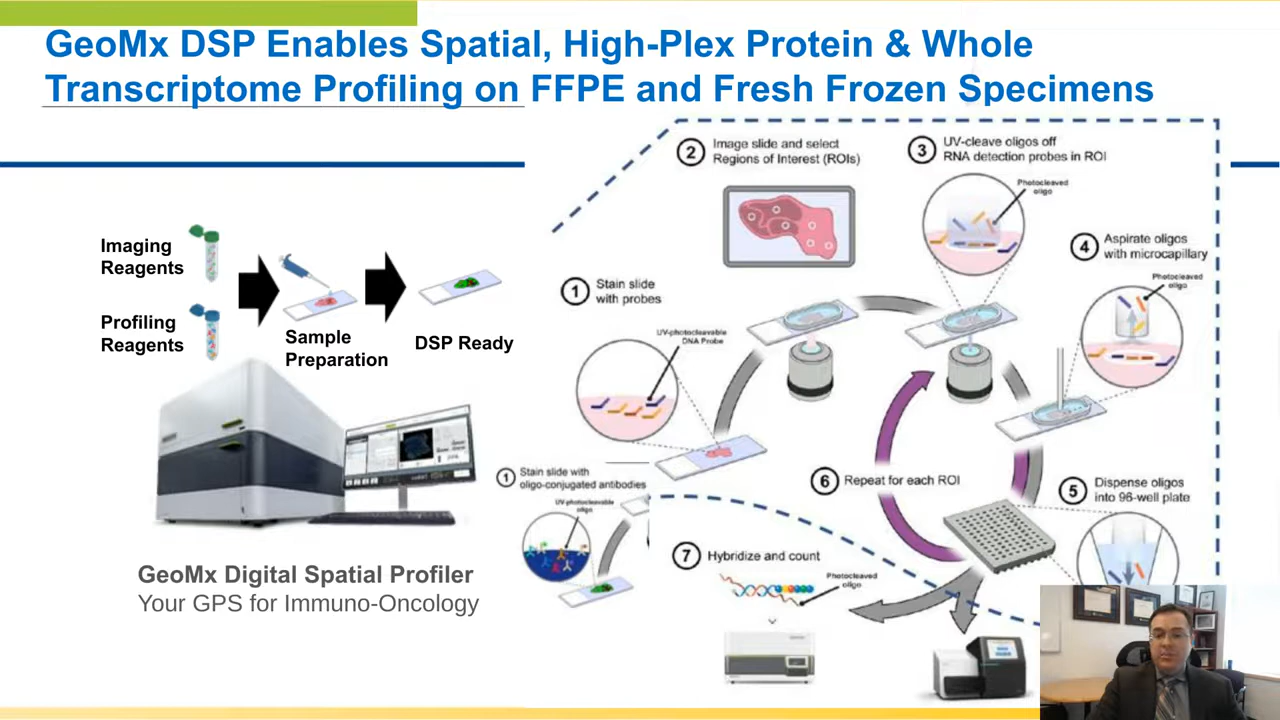 GeoMx DSP Enables Spatial, High-Plex Protein & Whole
Transcriptome Profiling on FFPE and Fresh Frozen Specimens
Imaging
Reagents
Profiling
Reagents
Sample
Preparation
DSP Ready
GeoMx Digital Spatial Profiler
Your GPS for Immuno-Oncology
1
Stain slide
with probes
UV-photocleavable
DNA Probe
1
Stain slide with
oligo-conjugated antibodies
UV-photocleavable
oligo
2
Image slide and select
Regions of Interest (ROIs)
3
UV-cleave oligos off
RNA detection probes in ROI
Photocleaved
oligo
4
Aspirate oligos
with microcapillary
Photocleaved
oligo
5
Dispense oligos
into 96-well plate
6
Repeat for each ROI
7
Hybridize and count
Photocleaved
oligo